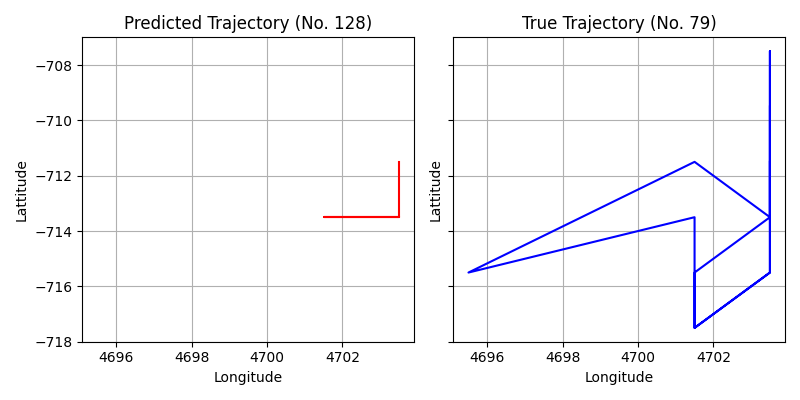 Predicted Trajectory (No. 128)
True Trajectory (No. 79)
Lattitude
−708
−710
−712
−714
−716
−718
4696
4698
4700
4702
Longitude
Lattitude
4696
4698
4700
4702
Longitude